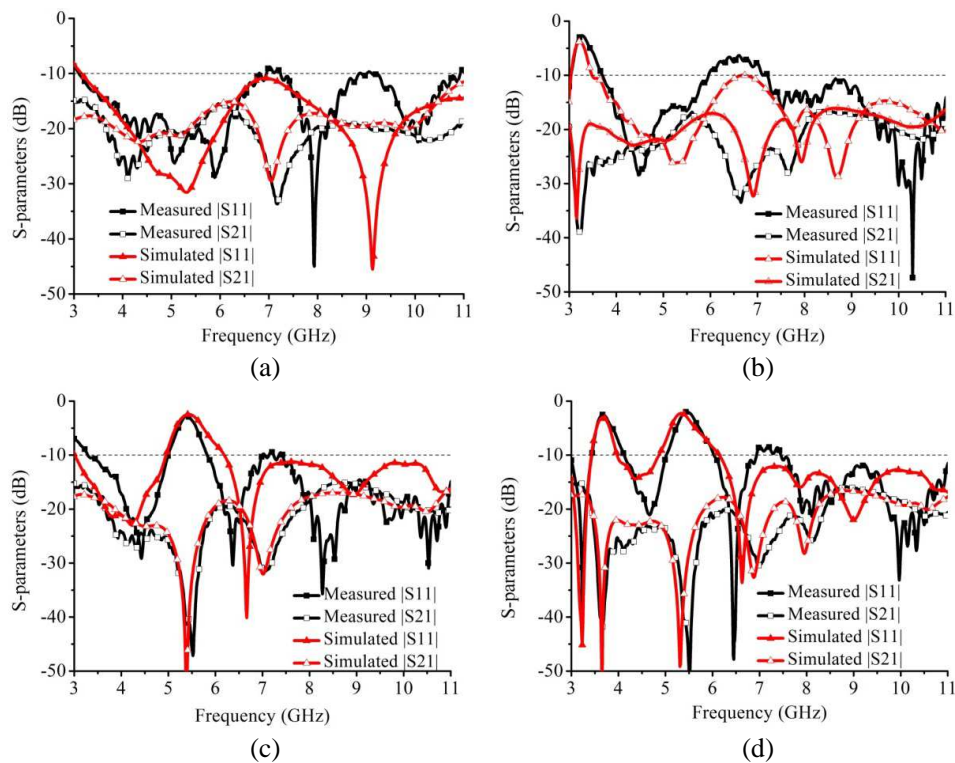 0
-10
-20
-30
-40
-50
S-parameters (dB)
Measured |S11|
Measured |S21|
Simulated |S11|
Simulated |S21|
3 4 5 6 7 8 9 10 11
Frequency (GHz)
(a)
0
-10
-20
-30
-40
-50
S-parameters (dB)
Measured |S11|
Measured |S21|
Simulated |S11|
Simulated |S21|
3 4 5 6 7 8 9 10 11
Frequency (GHz)
(b)
0
-10
-20
-30
-40
-50
S-parameters (dB)
Measured |S11|
Measured |S21|
Simulated |S11|
Simulated |S21|
3 4 5 6 7 8 9 10 11
Frequency (GHz)
(c)
0
-10
-20
-30
-40
-50
S-parameters (dB)
Measured |S11|
Measured |S21|
Simulated |S11|
Simulated |S21|
3 4 5 6 7 8 9 10 11
Frequency (GHz)
(d)